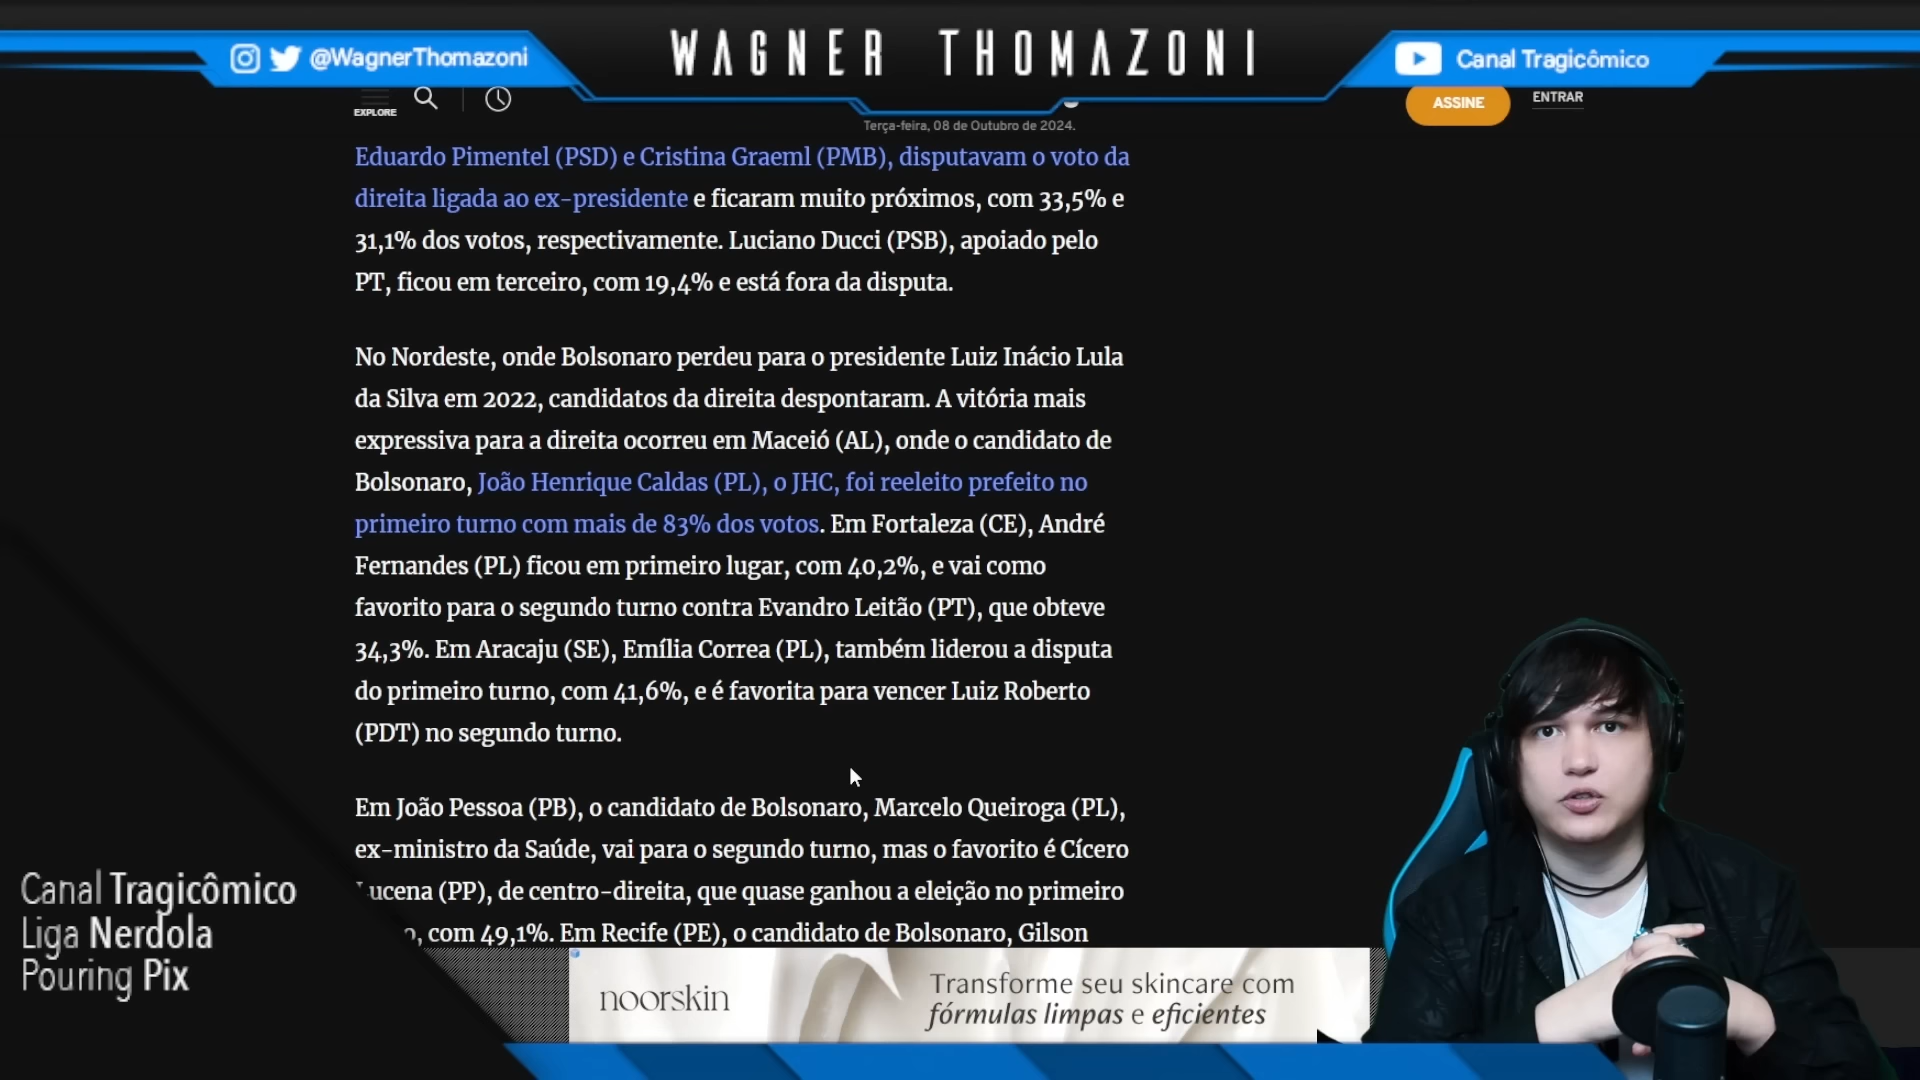 @WagnerThomazoni
WAGNER THOMAZONI
Canal Tragicômico
EXPLORE
Terça-feira, 08 de Outubro de 2024.
ASSINE
ENTRAR
Eduardo Pimentel (PSD) e Cristina Graeml (PMB), disputavam o voto da
direita ligada ao ex-presidente e ficaram muito próximos, com 33,5% e
31,1% dos votos, respectivamente. Luciano Ducci (PSB), apoiado pelo
PT, ficou em terceiro, com 19,4% e está fora da disputa.
No Nordeste, onde Bolsonaro perdeu para o presidente Luiz Inácio Lula
da Silva em 2022, candidatos da direita despontaram. A vitória mais
expressiva para a direita ocorreu em Maceió (AL), onde o candidato de
Bolsonaro, João Henrique Caldas (PL), o JHC, foi reeleito prefeito no
primeiro turno com mais de 83% dos votos. Em Fortaleza (CE), André
Fernandes (PL) ficou em primeiro lugar, com 40,2%, e vai como
favorito para o segundo turno contra Evandro Leitão (PT), que obteve
34,3%. Em Aracaju (SE), Emília Correa (PL), também liderou a disputa
do primeiro turno, com 41,6%, e é favorita para vencer Luiz Roberto
(PDT) no segundo turno.
Em João Pessoa (PB), o candidato de Bolsonaro, Marcelo Queiroga (PL),
ex-ministro da Saúde, vai para o segundo turno, mas o favorito é Cícero
Lucena (PP), de centro-direita, que quase ganhou a eleição no primeiro
com 49,1%. Em Recife (PE), o candidato de Bolsonaro, Gilson
Canal Tragicômico
Liga Nerdola
Pouring Pix
noorskin
Transforme seu skincare com
fórmulas limpas e eficientes